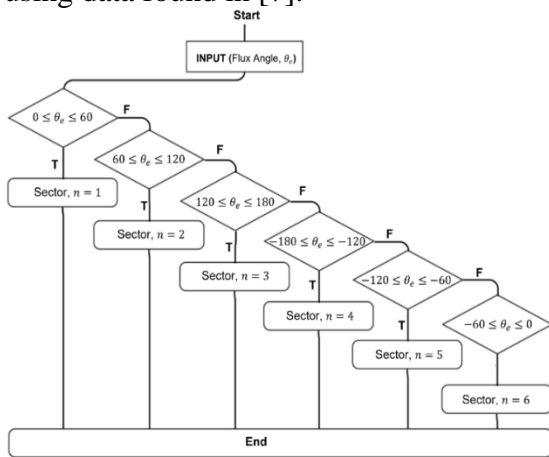 using data found in [7].
Start
INPUT (Flux Angle, θₑ)
0 ≤ θₑ ≤ 60
F
T
Sector, n = 1
60 ≤ θₑ ≤ 120
F
T
Sector, n = 2
120 ≤ θₑ ≤ 180
F
T
Sector, n = 3
−180 ≤ θₑ ≤ −120
F
T
Sector, n = 4
−120 ≤ θₑ ≤ −60
F
T
Sector, n = 5
−60 ≤ θₑ ≤ 0
Sector, n = 6
End